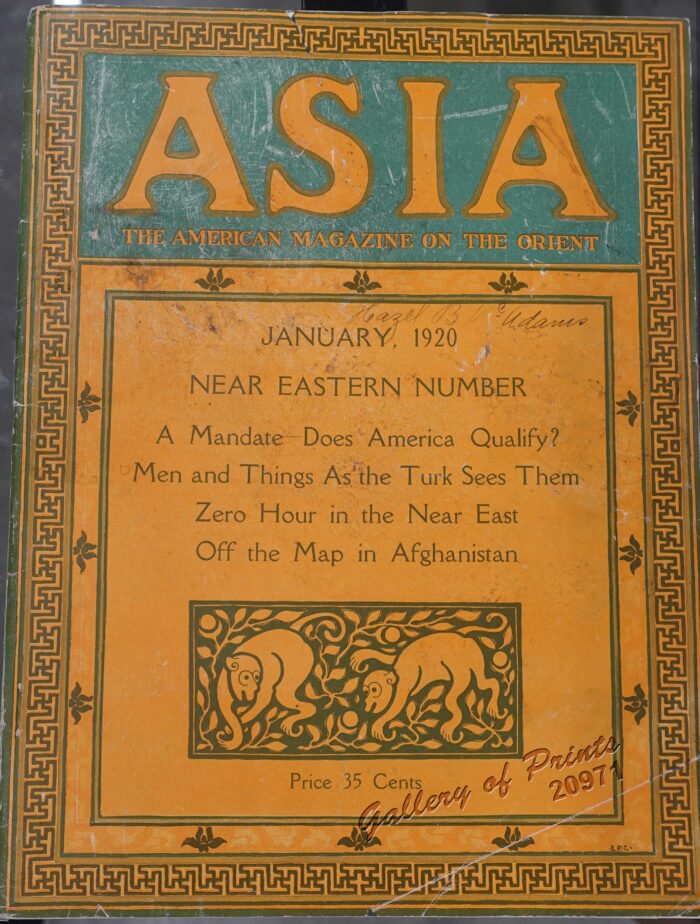 ASIA
THE AMERICAN MAGAZINE ON THE ORIENT
Hazel B McAdams
JANUARY, 1920
NEAR EASTERN NUMBER
A Mandate—Does America Qualify?
Men and Things As the Turk Sees Them
Zero Hour in the Near East
Off the Map in Afghanistan
Price 35 Cents
Gallery of Prints
20971